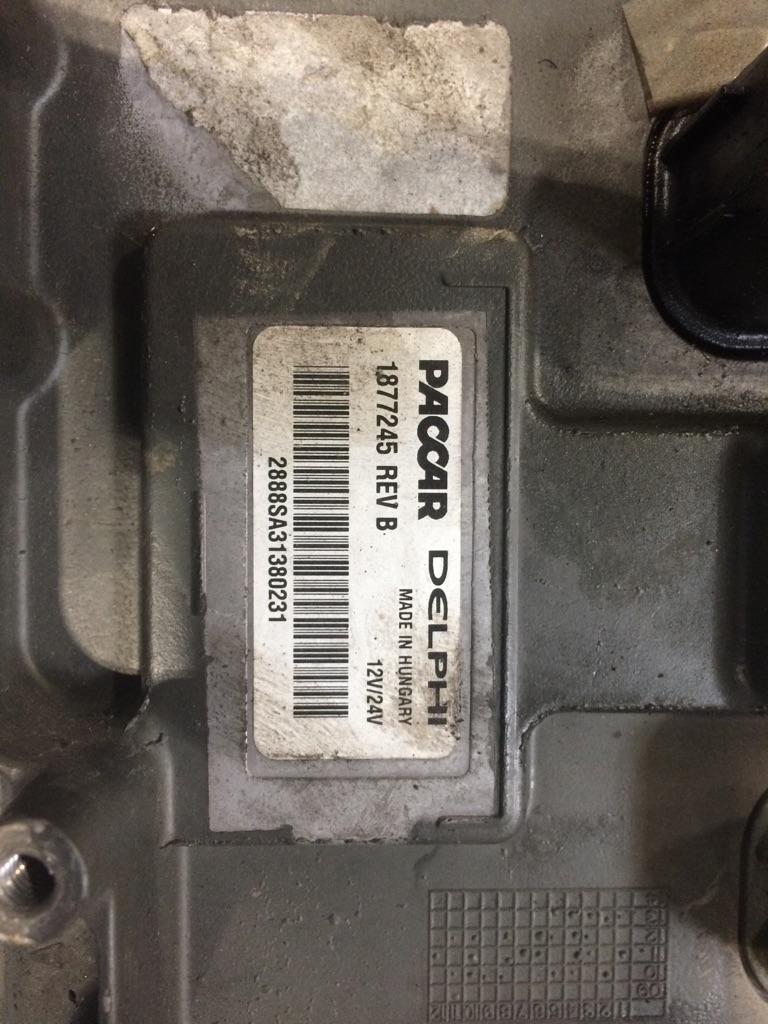 PACCAR DELPHI
MADE IN HUNGARY
1877245 REV B
12V/24V
2888SA31380231